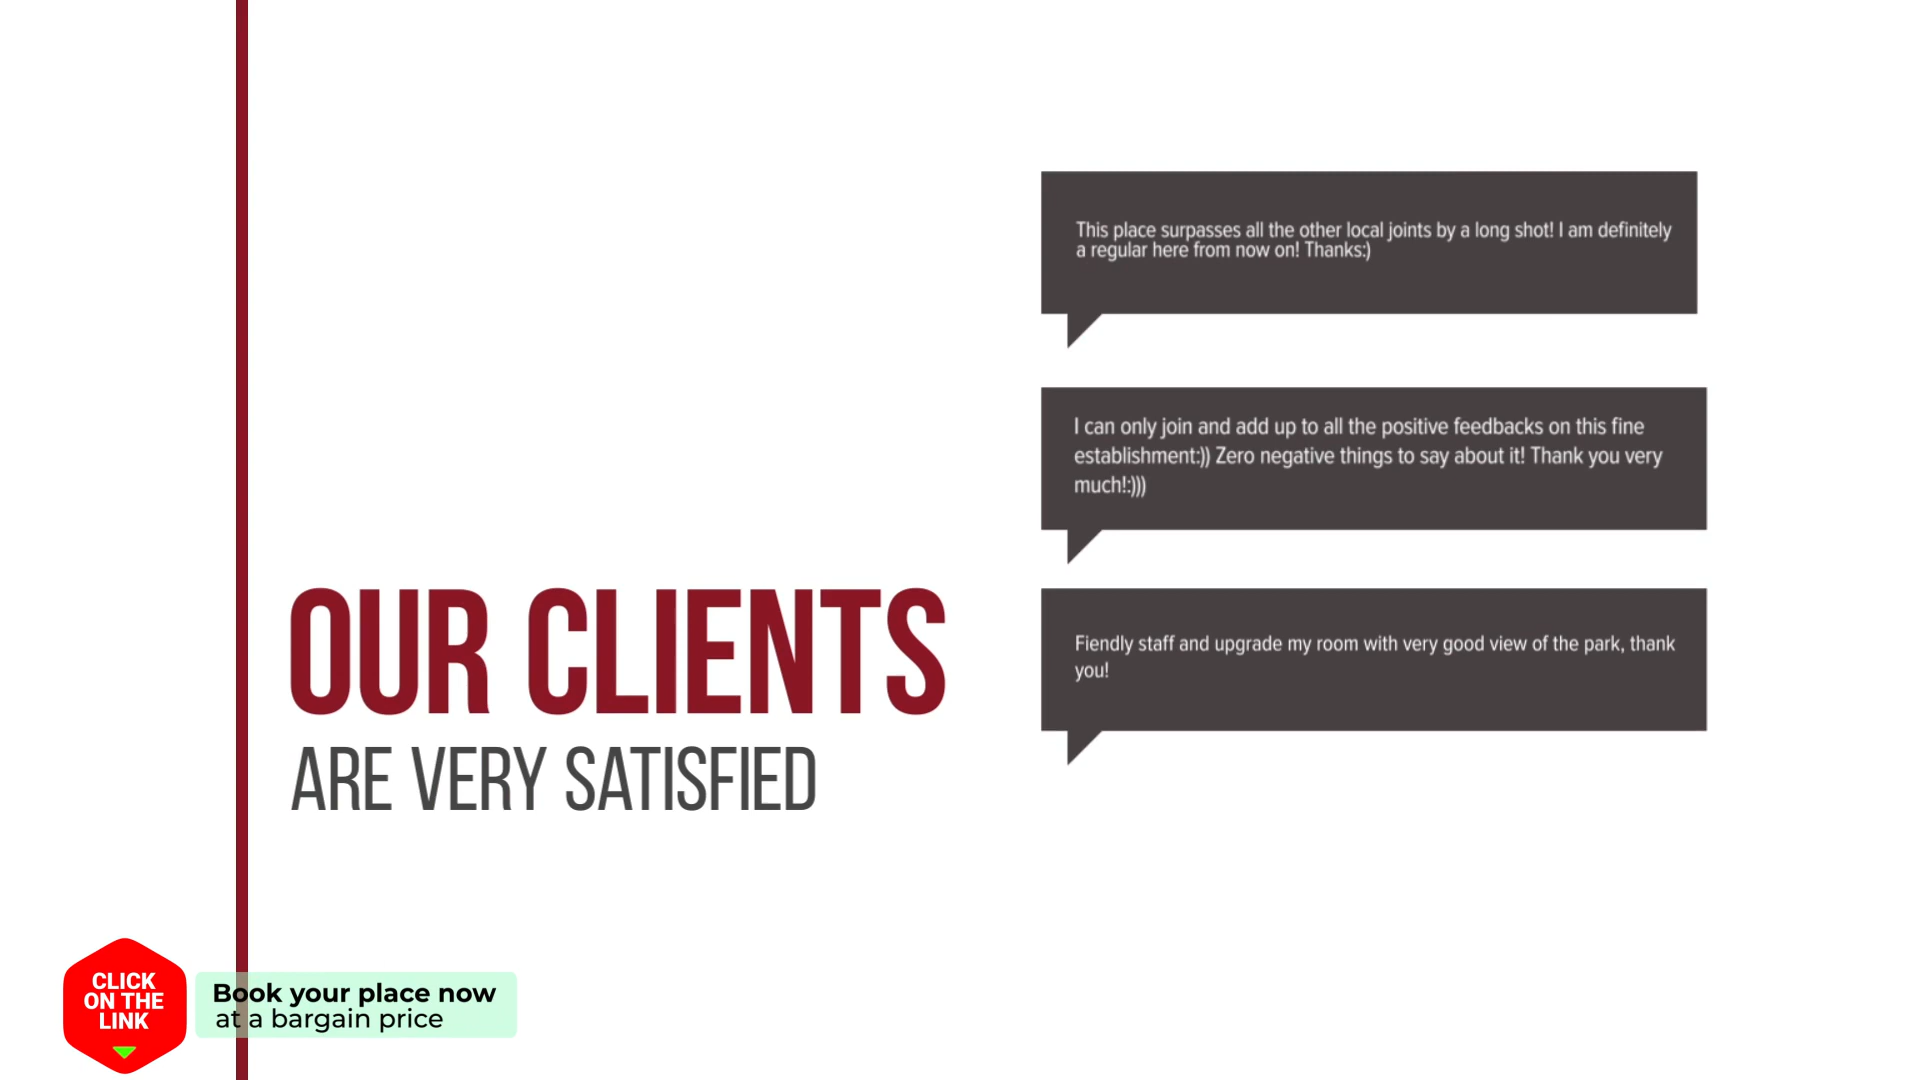 This place surpasses all the other local joints by a long shot! I am definitely
a regular here from now on! Thanks:)
I can only join and add up to all the positive feedbacks on this fine
establishment:)) Zero negative things to say about it! Thank you very
much!:)))
OUR CLIENTS
ARE VERY SATISFIED
Fiendly staff and upgrade my room with very good view of the park, thank
you!
CLICK
ON THE
LINK
Book your place now
at a bargain price